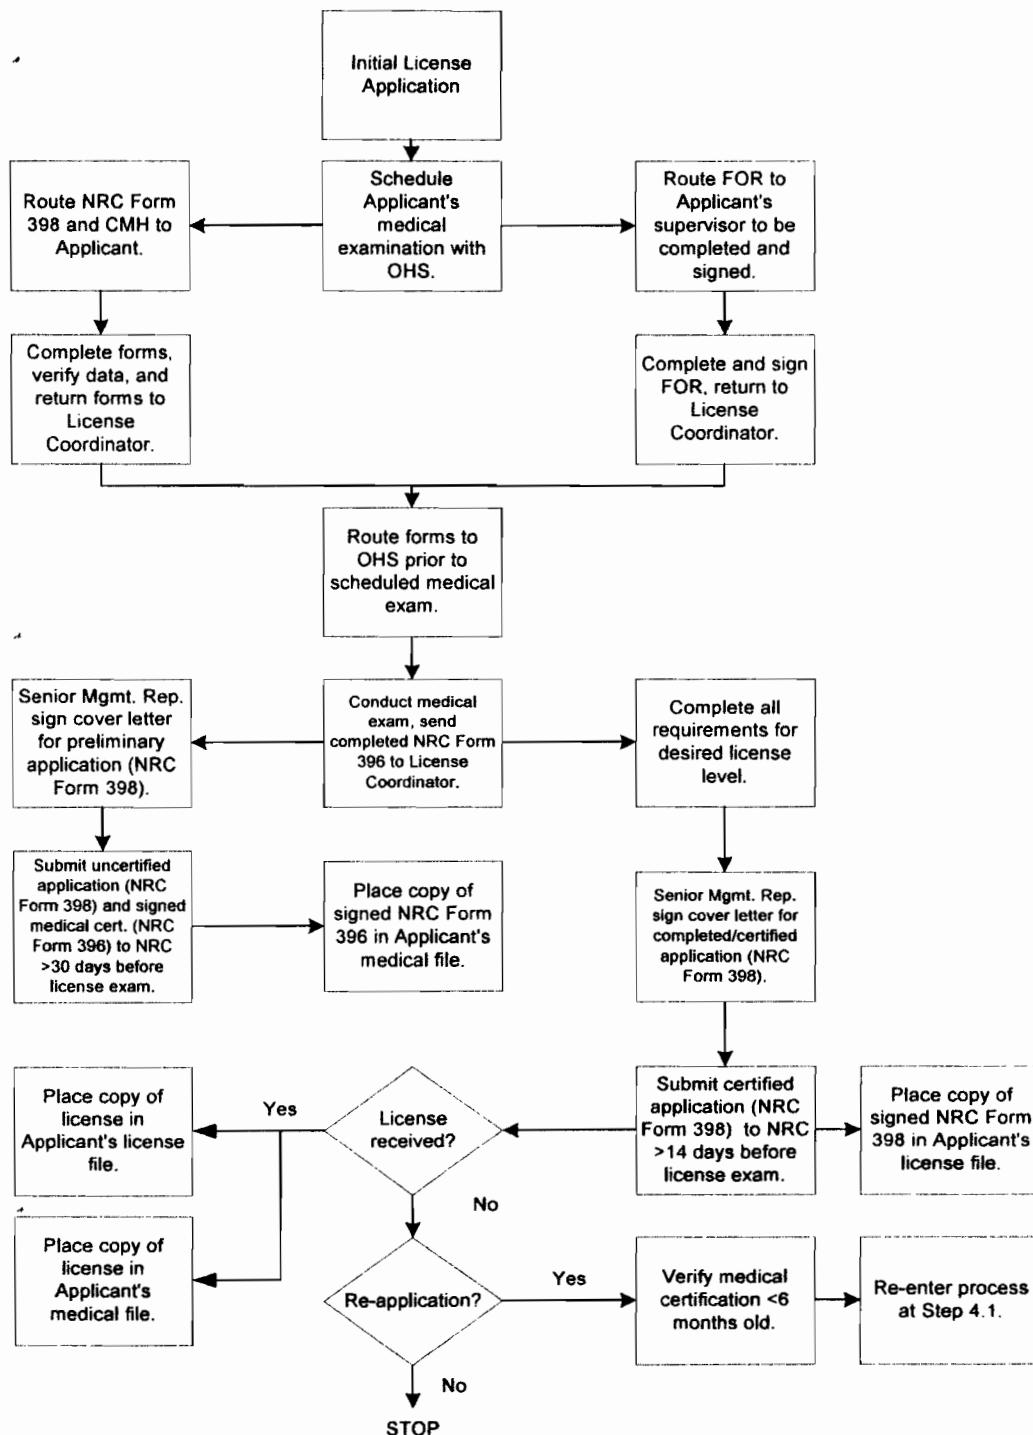 Initial License
Application
Route NRC Form
398 and CMH to
Applicant.
Schedule
Applicant's
medical
examination with
OHS.
Route FOR to
Applicant's
supervisor to be
completed and
signed.
Complete forms,
verify data, and
return forms to
License
Coordinator.
Complete and sign
FOR, return to
License
Coordinator.
Route forms to
OHS prior to
scheduled medical
exam.
Senior Mgmt. Rep.
sign cover letter
for preliminary
application (NRC
Form 398).
Conduct medical
exam, send
completed NRC Form
396 to License
Coordinator.
Complete all
requirements for
desired license
level.
Submit uncertified
application (NRC
Form 398) and signed
medical cert. (NRC
Form 396) to NRC
>30 days before
license exam.
Place copy of
signed NRC Form
396 in Applicant's
medical file.
Senior Mgmt. Rep.
sign cover letter for
completed/certified
application (NRC
Form 398).
Place copy of
license in
Applicant's license
file.
Yes
License
received?
Submit certified
application (NRC
Form 398) to NRC
>14 days before
license exam.
Place copy of
signed NRC Form
398 in Applicant's
license file.
No
Place copy of
license in
Applicant's
medical file.
Re-application?
Yes
Verify medical
certification <6
months old.
Re-enter process
at Step 4.1.
No
STOP